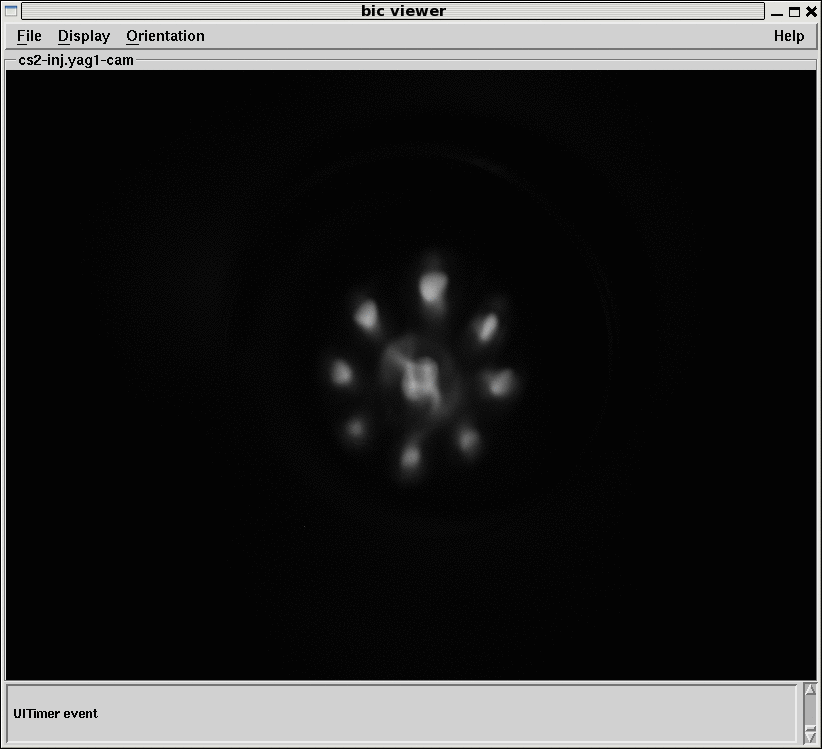 bic viewer
File Display Orientation Help
cs2-inj.yag1-cam
UITimer event